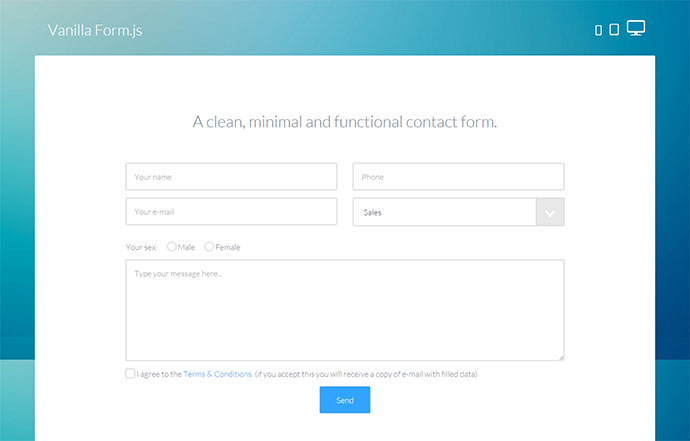 Vanilla Form.js
A clean, minimal and functional contact form.
Your name Phone
Your e-mail Sales
Your sex: Male Female
Type your message here...
I agree to the Terms & Conditions. (if you accept this you will receive a copy of e-mail with filled data)
Send